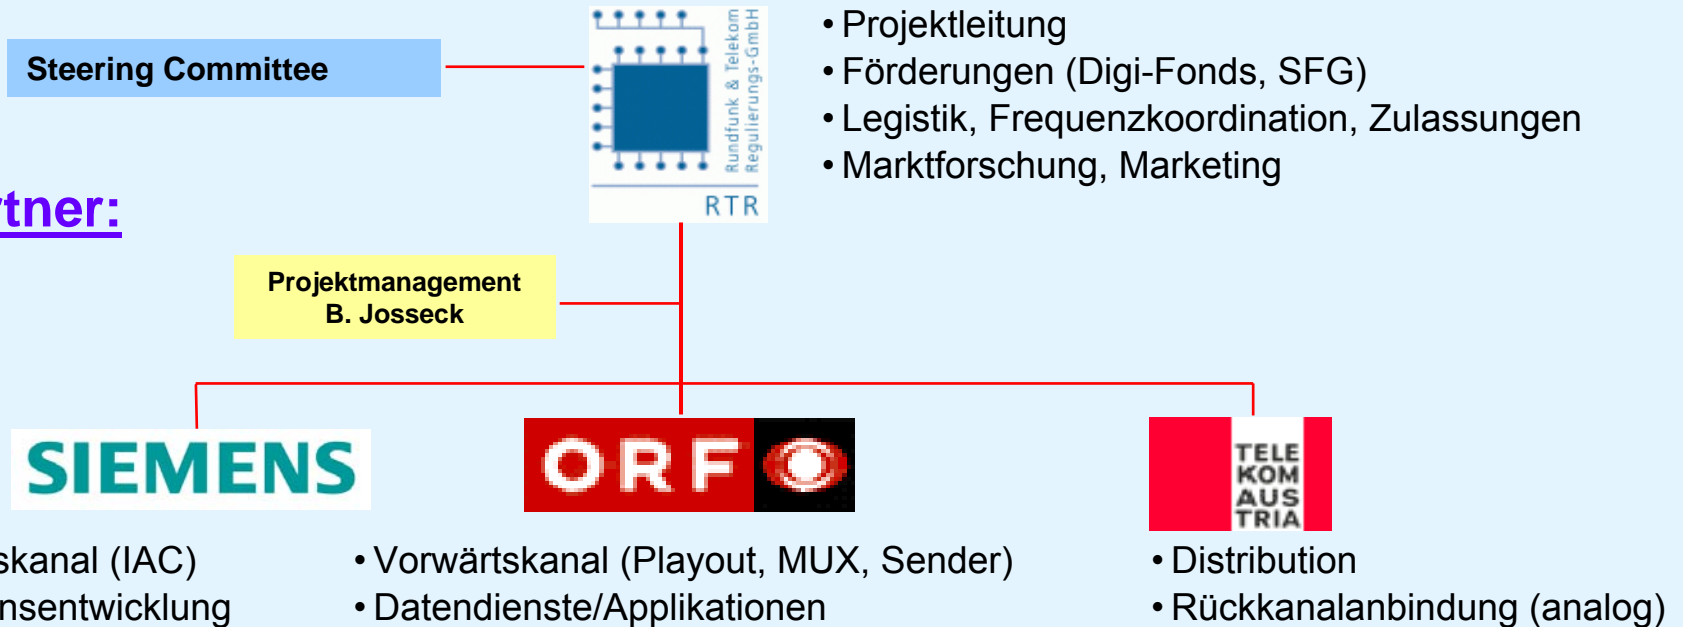 Steering Committee
Rundfunk & Telekom
Regulierungs-GmbH
RTR
• Projektleitung
• Förderungen (Digi-Fonds, SFG)
• Legistik, Frequenzkoordination, Zulassungen
• Marktforschung, Marketing
rtner:
Projektmanagement
B. Josseck
SIEMENS
ORF
TELE
KOM
AUS
TRIA
skanal (IAC)
nsentwicklung
• Vorwärtskanal (Playout, MUX, Sender)
• Datendienste/Applikationen
• Distribution
• Rückkanalanbindung (analog)